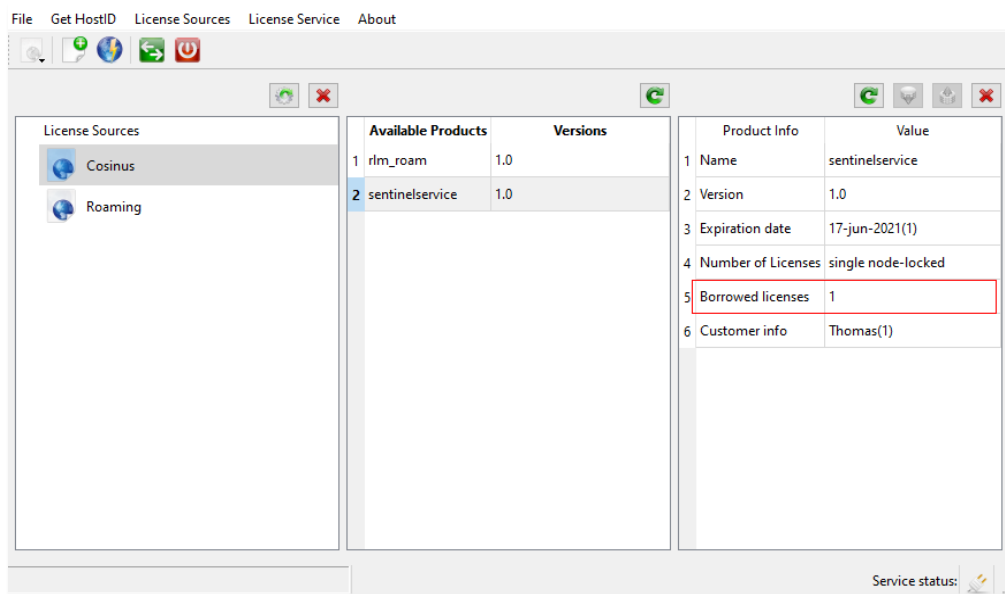 File Get HostID License Sources License Service About
License Sources
Cosinus
Roaming
Available Products Versions
1 rlm_roam 1.0
2 sentinelservice 1.0
Product Info Value
1 Name sentinelservice
2 Version 1.0
3 Expiration date 17-jun-2021(1)
4 Number of Licenses single node-locked
5 Borrowed licenses 1
6 Customer info Thomas(1)
Service status: